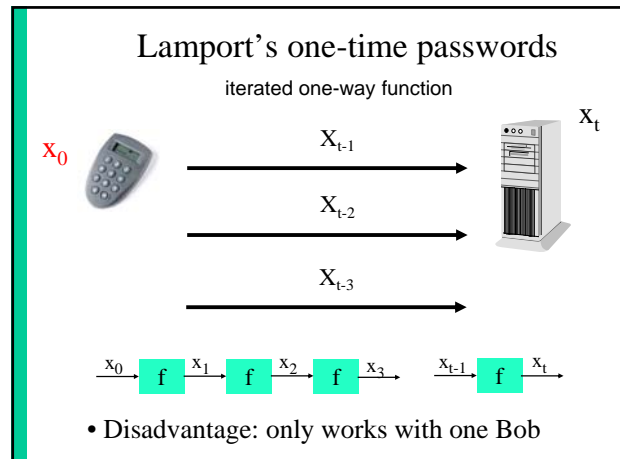 Lamport's one-time passwords
iterated one-way function
x0
xt
Xt-1
Xt-2
Xt-3
x0 f x1 f x2 f x3 xt-1 f xt
• Disadvantage: only works with one Bob